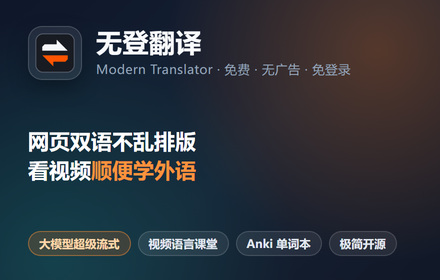 无登翻译
Modern Translator · 免费 · 无广告 · 免登录
网页双语不乱排版
看视频顺便学外语
大模型超级流式
视频语言课堂
Anki 单词本
极简开源